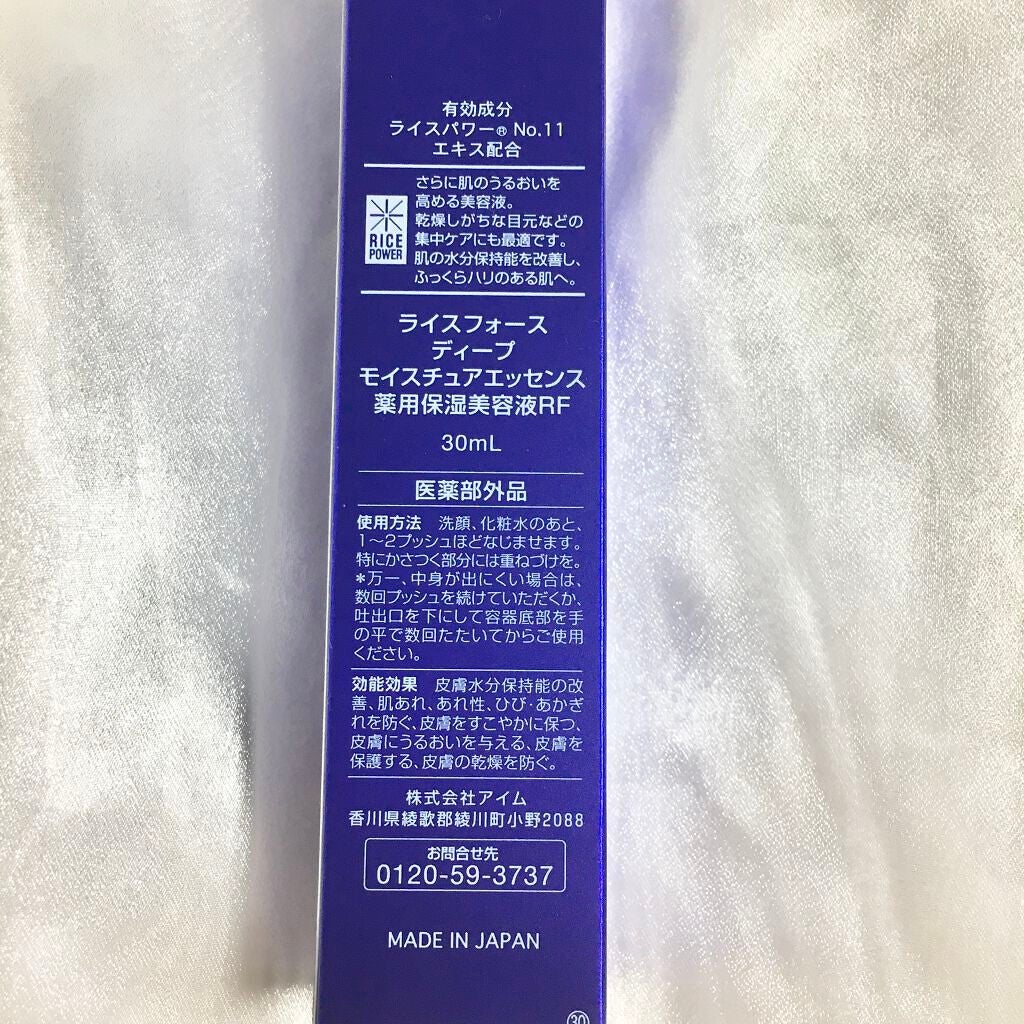 有効成分
ライスパワー® No.11
エキス配合
RICE
POWER
さらに肌のうるおいを
高める美容液。
乾燥しがちな目元などの
集中ケアにも最適です。
肌の水分保持能を改善し、
ふっくらハリのある肌へ。
ライスフォース
ディープ
モイスチュアエッセンス
薬用保湿美容液RF
30mL
医薬部外品
使用方法 洗顔、化粧水のあと、
1〜2プッシュほどなじませます。
特にかさつく部分には重ねづけを。
*万一、中身が出にくい場合は、
数回プッシュを続けていただくか、
吐出口を下にして容器底部を手
の平で数回たたいてからご使用
ください。
効能効果 皮膚水分保持能の改
善、肌あれ、あれ性、ひび・あかぎ
れを防ぐ、皮膚をすこやかに保つ、
皮膚にうるおいを与える、皮膚を
保護する、皮膚の乾燥を防ぐ。
株式会社アイム
香川県綾歌郡綾川町小野2088
お問合せ先
0120-59-3737
MADE IN JAPAN
30